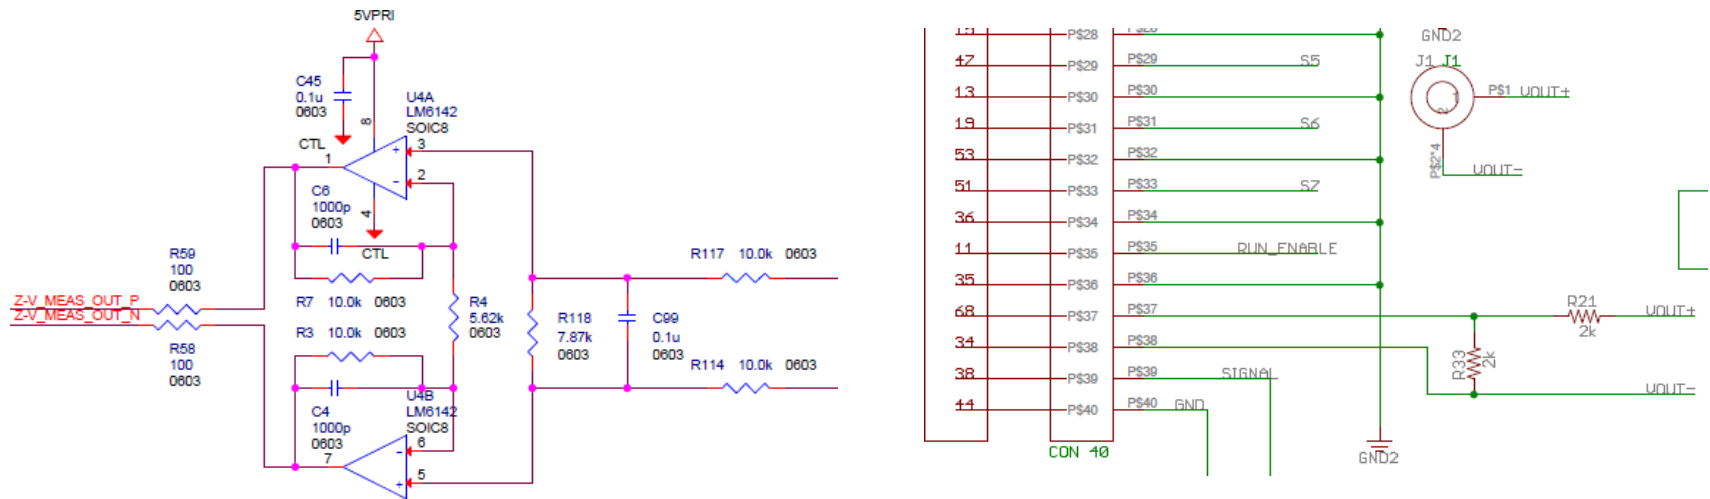 5VPRI
C45
0.1u
0603
U4A
LM6142
SOIC8
8
CTL
1
+
3
-
2
C6
1000p
0603
4
CTL
R59
100
0603
R117 10.0k 0603
Z-V_MEAS_OUT_P
Z-V_MEAS_OUT_N
R7 10.0k 0603
R4
5.62k
0603
R3 10.0k 0603
R118
7.87k
0603
C99
0.1u
0603
R58
100
0603
R114 10.0k 0603
C4
1000p
0603
U4B
LM6142
SOIC8
7
-
6
+
5
15 P$28 P$28
47 P$29 P$29 S5
13 P$30 P$30
19 P$31 P$31 S6
53 P$32 P$32
51 P$33 P$33 S7
36 P$34 P$34
11 P$35 P$35 RUN_ENABLE
35 P$36 P$36
68 P$37 P$37
34 P$38 P$38
38 P$39 P$39 SIGNAL
44 P$40 P$40 GND
CON 40
GND2
GND2
J1 J1
1
2
P$1 VOUT+
P$2*4
VOUT-
R21
2k
VOUT+
R33
2k
VOUT-